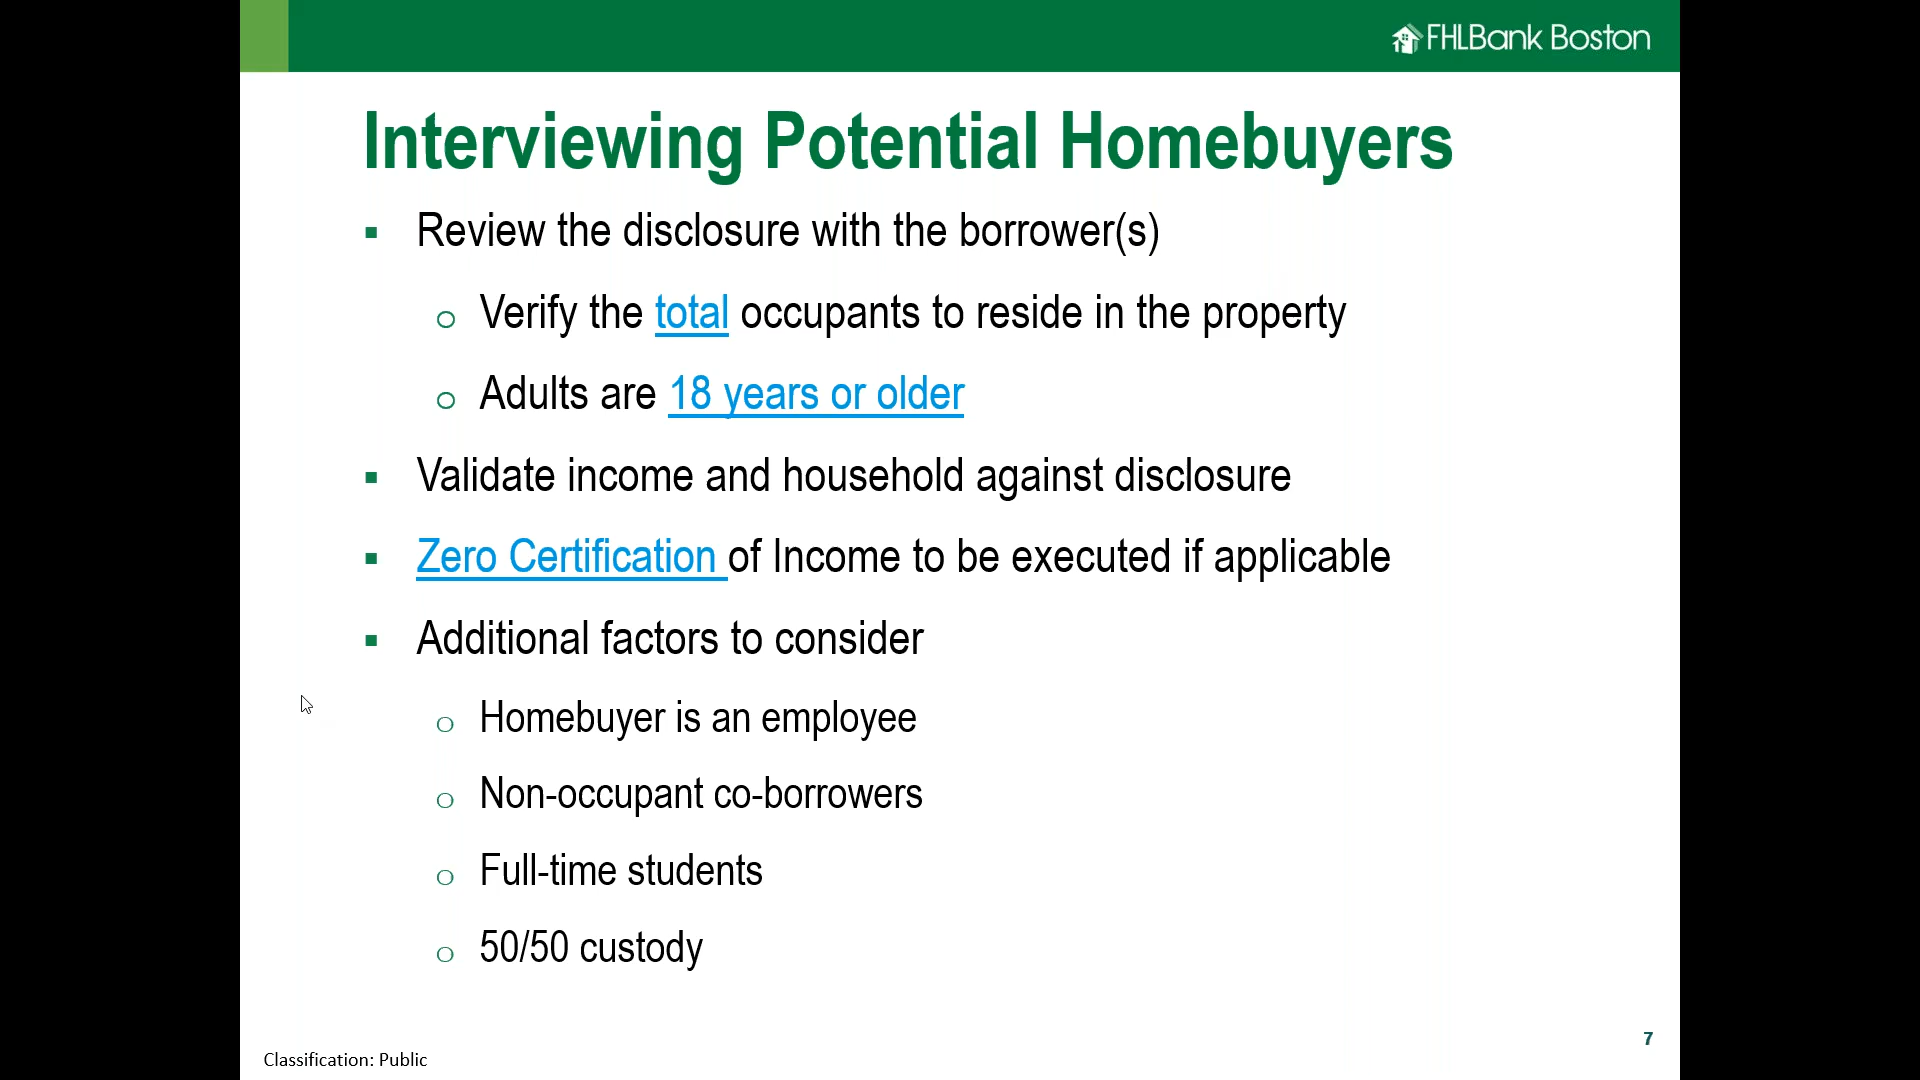 FHLBank Boston
Interviewing Potential Homebuyers
▪ Review the disclosure with the borrower(s)
o Verify the total occupants to reside in the property
o Adults are 18 years or older
▪ Validate income and household against disclosure
▪ Zero Certification of Income to be executed if applicable
▪ Additional factors to consider
o Homebuyer is an employee
o Non-occupant co-borrowers
o Full-time students
o 50/50 custody
7
Classification: Public